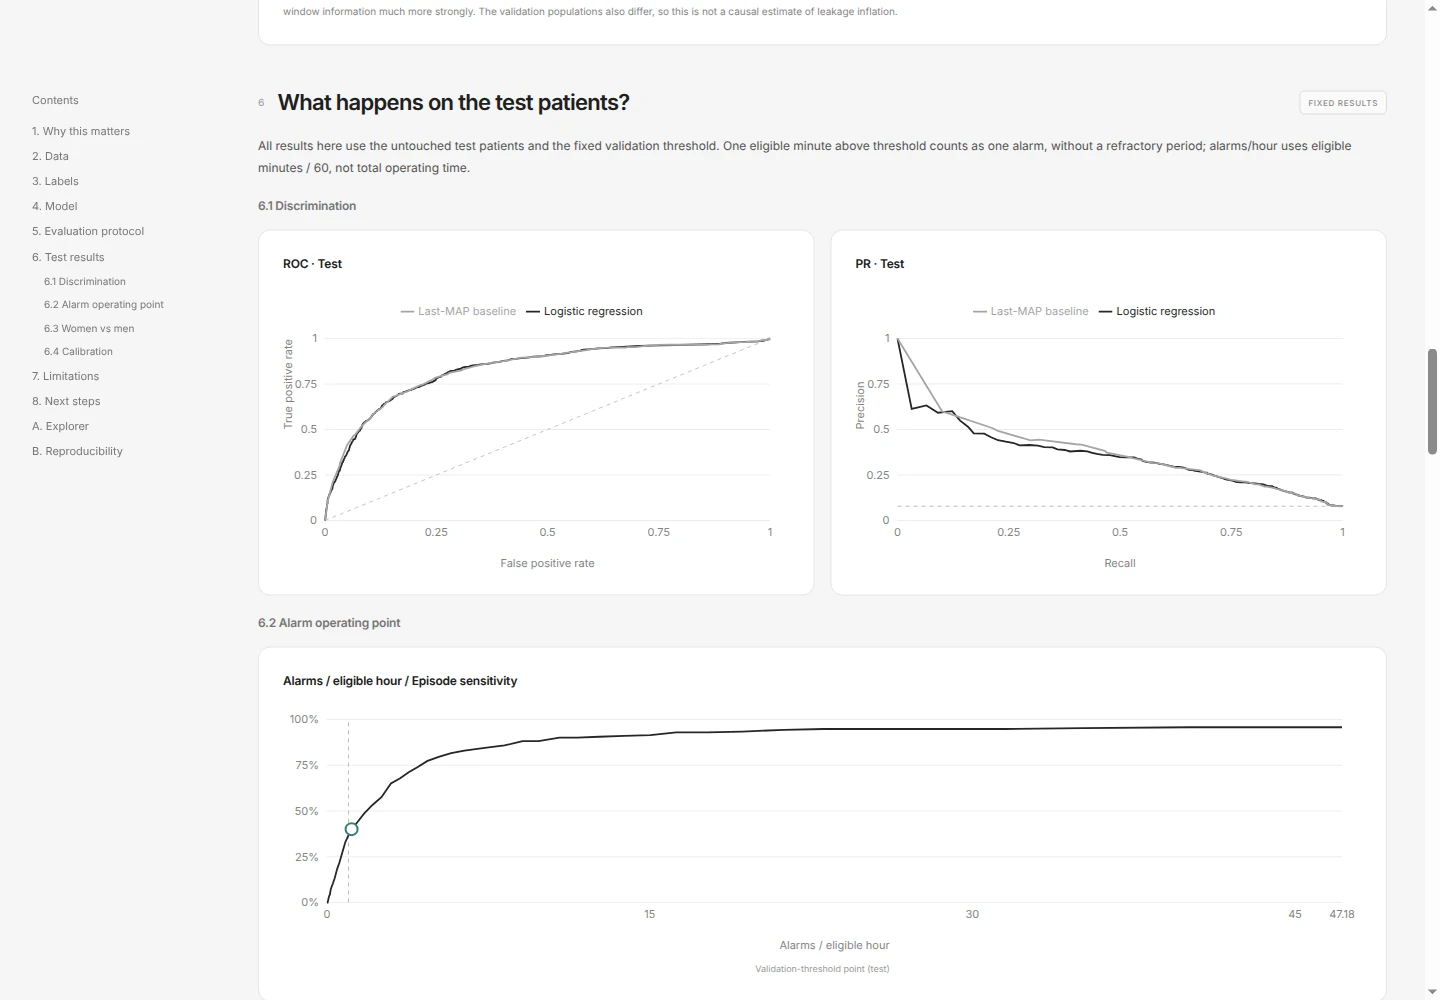 window information much more strongly. The validation populations also differ, so this is not a causal estimate of leakage inflation.
Contents
1. Why this matters
2. Data
3. Labels
4. Model
5. Evaluation protocol
6. Test results
6.1 Discrimination
6.2 Alarm operating point
6.3 Women vs men
6.4 Calibration
7. Limitations
8. Next steps
A. Explorer
B. Reproducibility
6 What happens on the test patients?
FIXED RESULTS
All results here use the untouched test patients and the fixed validation threshold. One eligible minute above threshold counts as one alarm, without a refractory period; alarms/hour uses eligible
minutes / 60, not total operating time.
6.1 Discrimination
ROC · Test
Last-MAP baseline Logistic regression
True positive rate
1
0.75
0.5
0.25
0
0 0.25 0.5 0.75 1
False positive rate
PR · Test
Last-MAP baseline Logistic regression
Precision
1
0.75
0.5
0.25
0
0 0.25 0.5 0.75 1
Recall
6.2 Alarm operating point
Alarms / eligible hour / Episode sensitivity
100%
75%
50%
25%
0%
0 15 30 45 47.18
Alarms / eligible hour
Validation-threshold point (test)